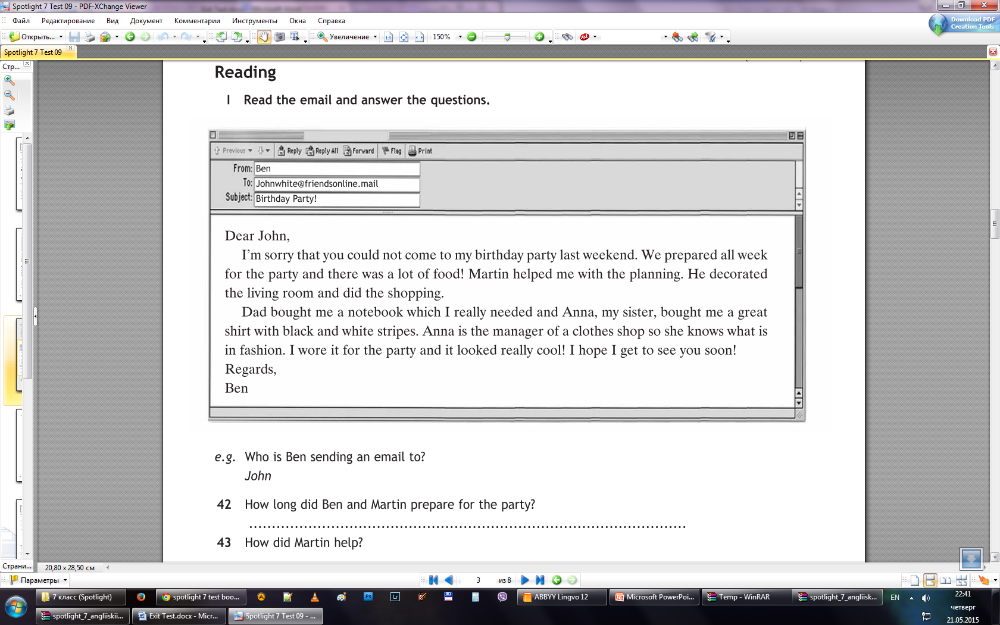 Spotlight 7 Test 09 - PDF-XChange Viewer
Файл Редактирование Вид Документ Комментарии Инструменты Окна Справка
Download PDF
Creation Tools
Открыть... Увеличение 150%
Spotlight 7 Test 09
Стр...
Reading
I Read the email and answer the questions.
Previous Reply Reply All Forward Flag Print
From: Ben
To: Johnwhite@friendsonline.mail
Subject: Birthday Party!
Dear John,
I'm sorry that you could not come to my birthday party last weekend. We prepared all week
for the party and there was a lot of food! Martin helped me with the planning. He decorated
the living room and did the shopping.
Dad bought me a notebook which I really needed and Anna, my sister, bought me a great
shirt with black and white stripes. Anna is the manager of a clothes shop so she knows what is
in fashion. I wore it for the party and it looked really cool! I hope I get to see you soon!
Regards,
Ben
e.g. Who is Ben sending an email to?
John
42 How long did Ben and Martin prepare for the party?
43 How did Martin help?
Страни...
20,80 x 28,50 см
Параметры 3 из 8
7 класс (Spotlight) spotlight 7 test boo... ABBYY Lingvo 12 Microsoft PowerPoi... Temp - WinRAR spotlight_7_angliisk... EN 22:41
четверг
spotlight_7_angliiskii... Exit Test.docx - Micr... Spotlight 7 Test 09 - ... 21.05.2015